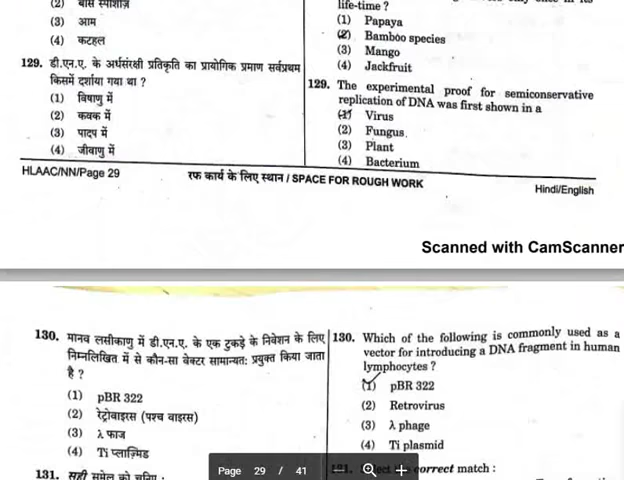 (2) बांस स्पीशीज़
(3) आम
(4) कटहल
129. डी.एन.ए. के अर्धसंरक्षी प्रतिकृति का प्रायोगिक प्रमाण सर्वप्रथम
किसमें दर्शाया गया था ?
(1) विषाणु में
(2) कवक में
(3) पादप में
(4) जीवाणु में
life-time ?
(1) Papaya
(2) Bamboo species
(3) Mango
(4) Jackfruit
129. The experimental proof for semiconservative
replication of DNA was first shown in a
(1) Virus
(2) Fungus
(3) Plant
(4) Bacterium
HLAAC/NN/Page 29
रफ कार्य के लिए स्थान / SPACE FOR ROUGH WORK
Hindi/English
Scanned with CamScanner
130. मानव लसीकाणु में डी.एन.ए. के एक टुकड़े के निवेशन के लिए
निम्नलिखित में से कौन-सा वेक्टर सामान्यत: प्रयुक्त किया जाता
है ?
(1) pBR 322
(2) रेट्रोवाइरस (पश्च वाइरस)
(3) λ फाज
(4) Ti प्लाज़्मिड
130. Which of the following is commonly used as a
vector for introducing a DNA fragment in human
lymphocytes ?
(1) pBR 322
(2) Retrovirus
(3) λ phage
(4) Ti plasmid
131. सही सुमेल को चुनिए :
correct match :
Page 29 / 41